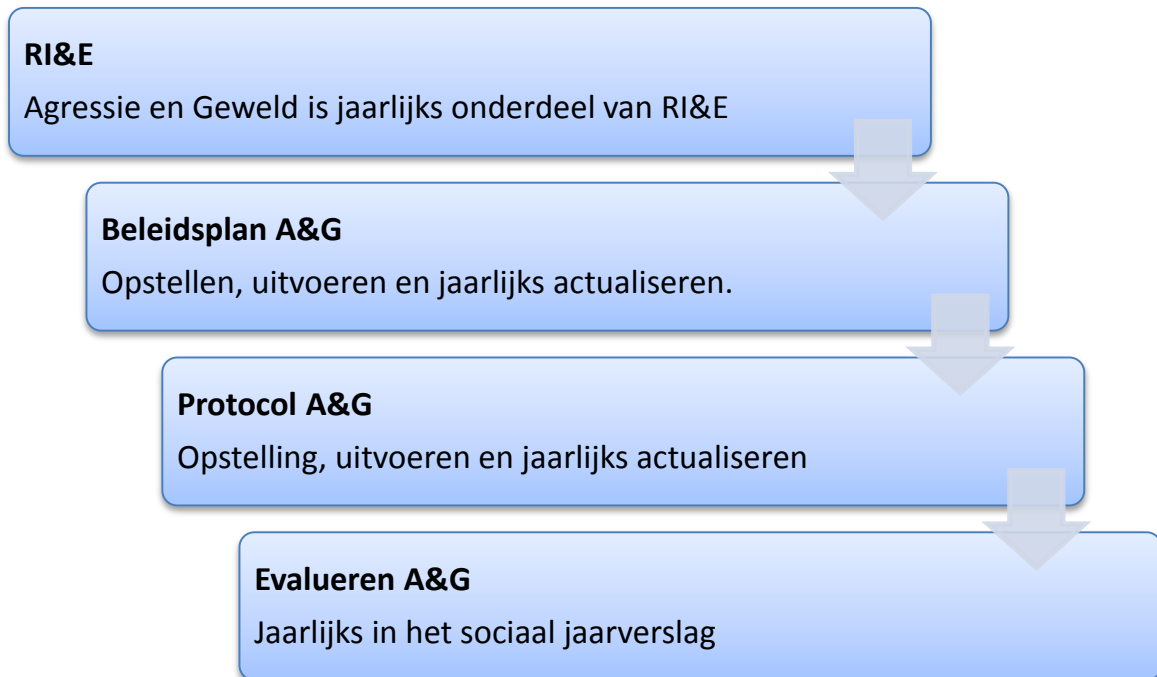 RI&E
Agressie en Geweld is jaarlijks onderdeel van RI&E
Beleidsplan A&G
Opstellen, uitvoeren en jaarlijks actualiseren.
Protocol A&G
Opstelling, uitvoeren en jaarlijks actualiseren
Evalueren A&G
Jaarlijks in het sociaal jaarverslag